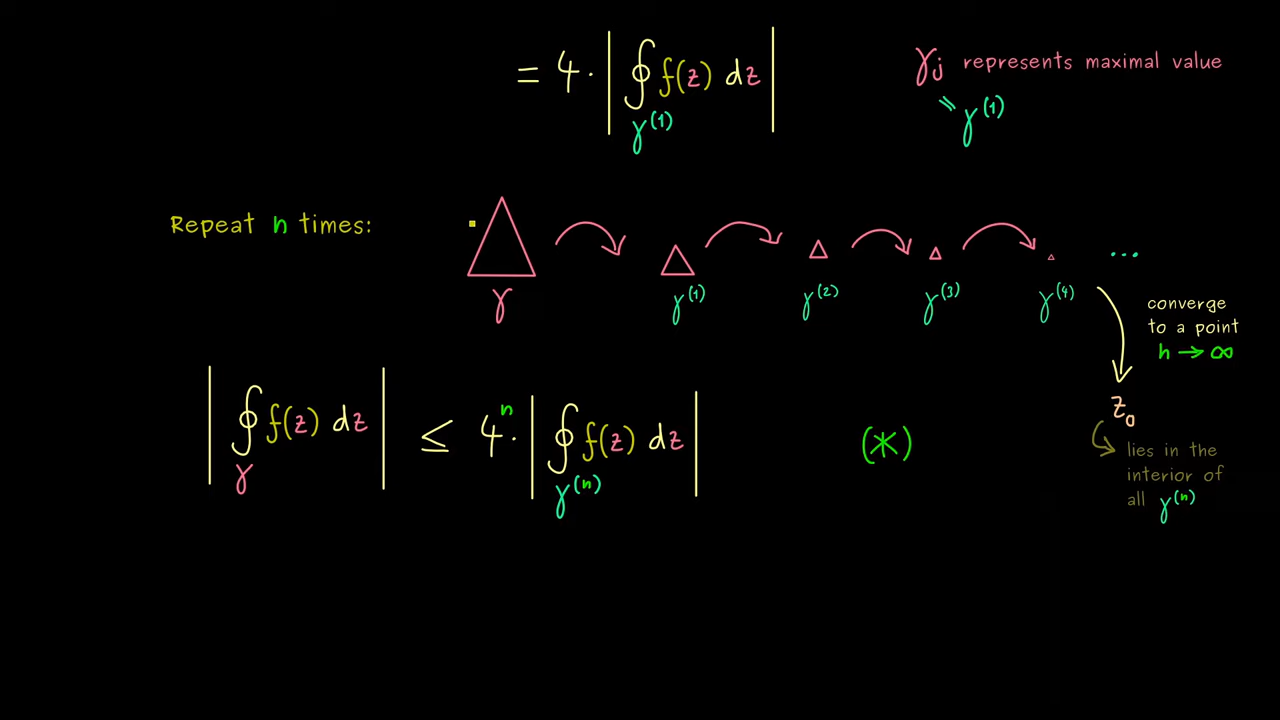 = 4 · | ∮ f(z) dz |
γ^(1)
γ_j represents maximal value
= γ^(1)
Repeat n times:
γ γ^(1) γ^(2) γ^(3) γ^(4) ...
converge
to a point
n → ∞
z_0
| ∮_γ f(z) dz | ≤ 4^n · | ∮_γ^(n) f(z) dz | (*)
lies in the
interior of
all γ^(n)